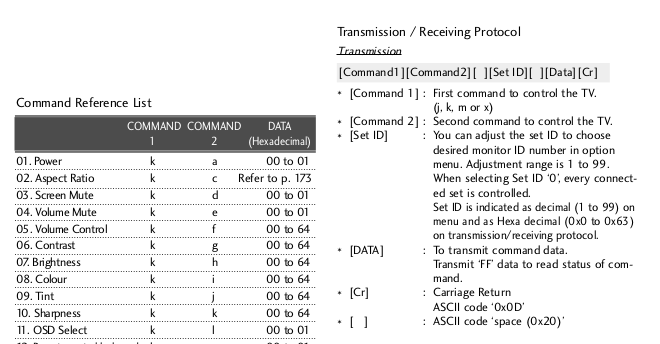 Command Reference List
COMMAND COMMAND DATA
1 2 (Hexadecimal)
01. Power k a 00 to 01
02. Aspect Ratio k c Refer to p. 173
03. Screen Mute k d 00 to 01
04. Volume Mute k e 00 to 01
05. Volume Control k f 00 to 64
06. Contrast k g 00 to 64
07. Brightness k h 00 to 64
08. Colour k i 00 to 64
09. Tint k j 00 to 64
10. Sharpness k k 00 to 64
11. OSD Select k l 00 to 01
Transmission / Receiving Protocol
Transmission
[Command1][Command2][ ][Set ID][ ][Data][Cr]
* [Command 1] : First command to control the TV.
(j, k, m or x)
* [Command 2] : Second command to control the TV.
* [Set ID] : You can adjust the set ID to choose
desired monitor ID number in option
menu. Adjustment range is 1 to 99.
When selecting Set ID ‘0’, every connect-
ed set is controlled.
Set ID is indicated as decimal (1 to 99) on
menu and as Hexa decimal (0x0 to 0x63)
on transmission/receiving protocol.
* [DATA] : To transmit command data.
Transmit ‘FF’ data to read status of com-
mand.
* [Cr] : Carriage Return
ASCII code ‘0x0D’
* [ ] : ASCII code ‘space (0x20)’